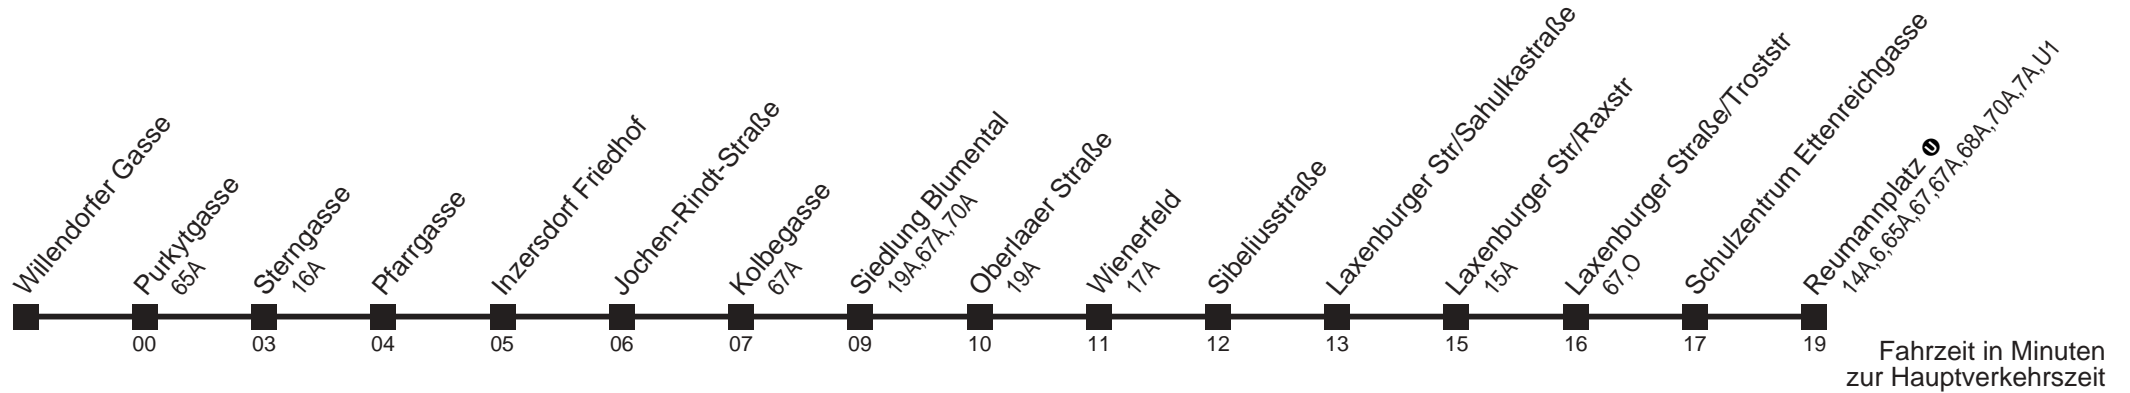 Willendorfer Gasse
Purkytgasse
65A
Sterngasse
16A
Pfarrgasse
Inzersdorf Friedhof
Jochen-Rindt-Straße
Kolbegasse
67A
Siedlung Blumental
19A,67A,70A
Oberlaaer Straße
19A
Wienerfeld
17A
Sibeliusstraße
Laxenburger Str/Sahulkastraße
Laxenburger Str/Raxstr
15A
Laxenburger Straße/Troststr
67,O
Schulzentrum Ettenreichgasse
Reumannplatz U
14A,6,65A,67,67A,68A,70A,7A,U1
00 03 04 05 06 07 09 10 11 12 13 15 16 17 19
Fahrzeit in Minuten
zur Hauptverkehrszeit